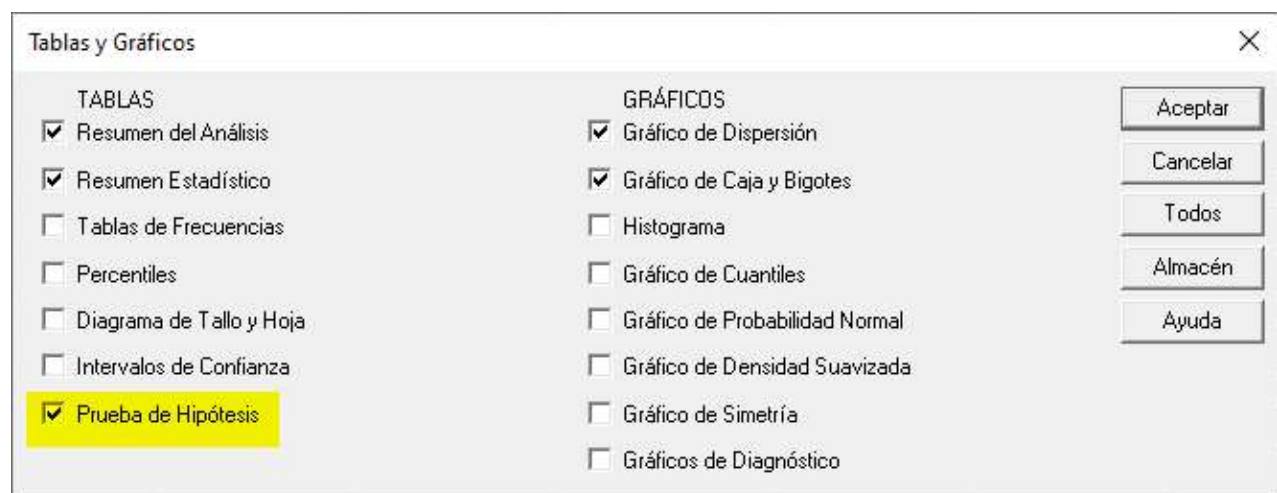 Tablas y Gráficos
TABLAS
Resumen del Análisis
Resumen Estadístico
Tablas de Frecuencias
Percentiles
Diagrama de Tallo y Hoja
Intervalos de Confianza
Prueba de Hipótesis
GRÁFICOS
Gráfico de Dispersión
Gráfico de Caja y Bigotes
Histograma
Gráfico de Cuantiles
Gráfico de Probabilidad Normal
Gráfico de Densidad Suavizada
Gráfico de Simetría
Gráficos de Diagnóstico
Aceptar
Cancelar
Todos
Almacén
Ayuda